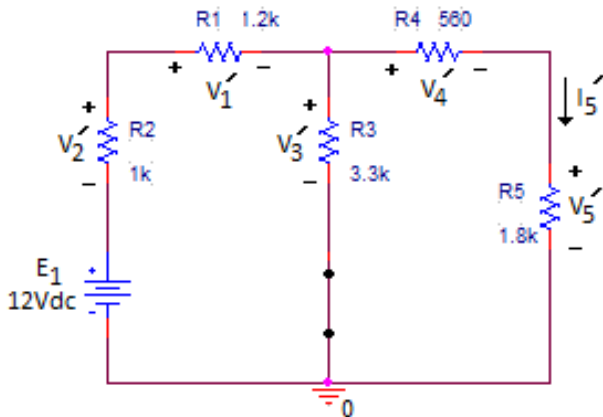 R1 1.2k
R4 560
+ V1′ −
+ V4′ −
I5′
+
V2′
−
R2
1k
+
V3′
−
R3
3.3k
R5
1.8k
+
V5′
−
E1
12Vdc
+
-
0